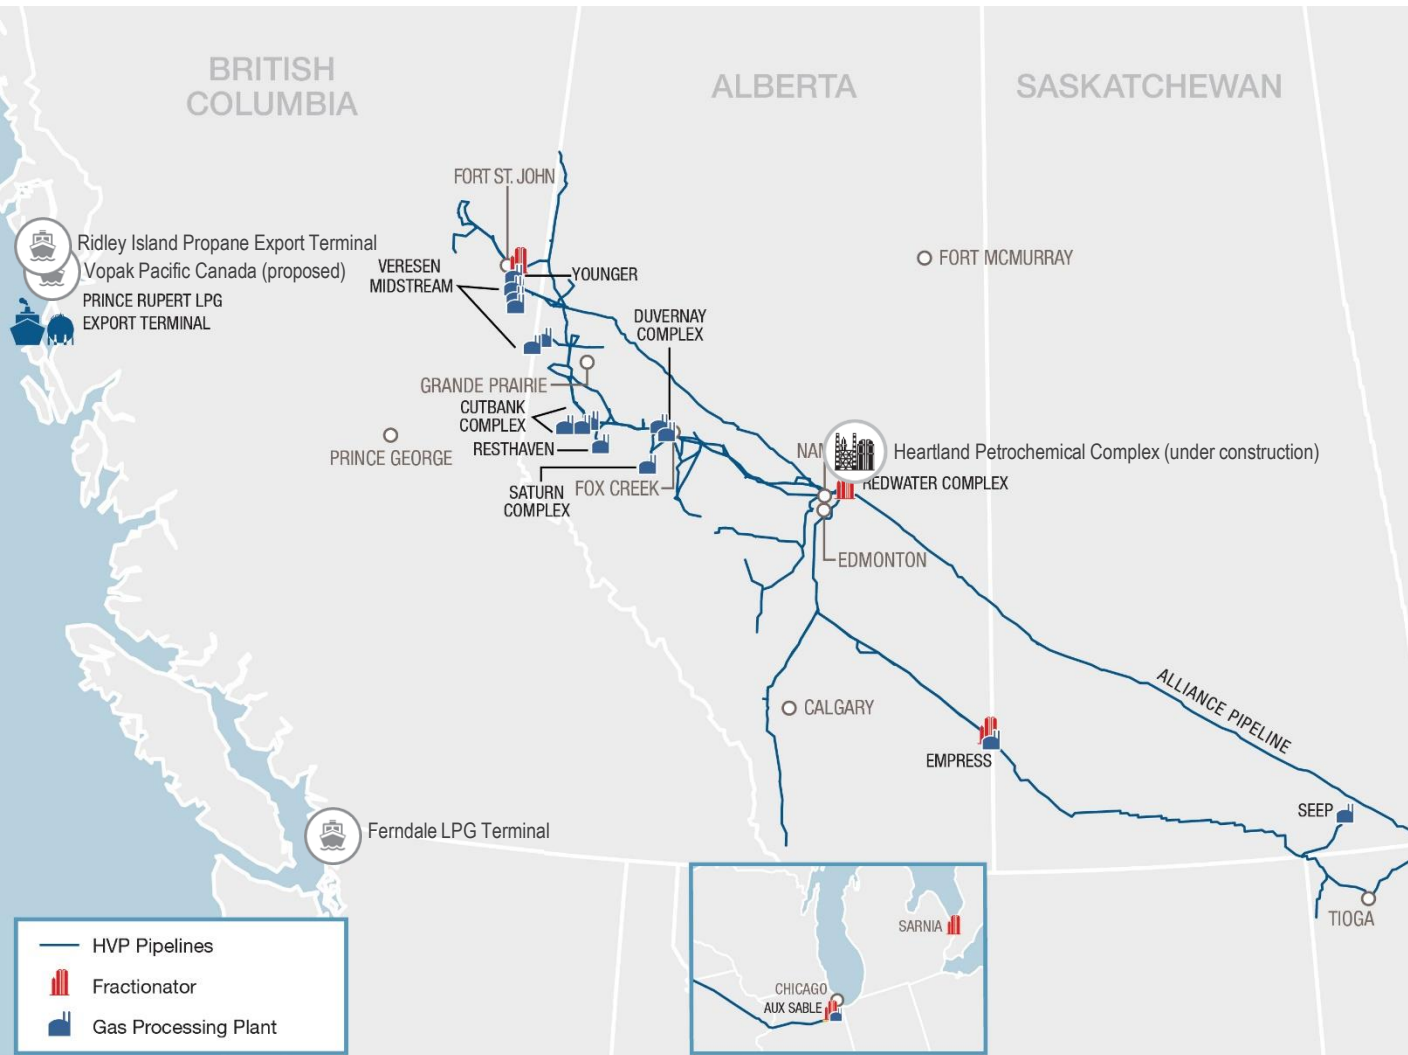 BRITISH
COLUMBIA
ALBERTA
SASKATCHEWAN
FORT ST. JOHN
Ridley Island Propane Export Terminal
Vopak Pacific Canada (proposed)
PRINCE RUPERT LPG
EXPORT TERMINAL
VERESEN
MIDSTREAM
YOUNGER
FORT MCMURRAY
DUVERNAY
COMPLEX
GRANDE PRAIRIE
CUTBANK
COMPLEX
RESTHAVEN
PRINCE GEORGE
SATURN
COMPLEX
FOX CREEK
NAM
Heartland Petrochemical Complex (under construction)
REDWATER COMPLEX
EDMONTON
CALGARY
ALLIANCE PIPELINE
EMPRESS
SEEP
TIOGA
Ferndale LPG Terminal
HVP Pipelines
Fractionator
Gas Processing Plant
SARNIA
CHICAGO
AUX SABLE